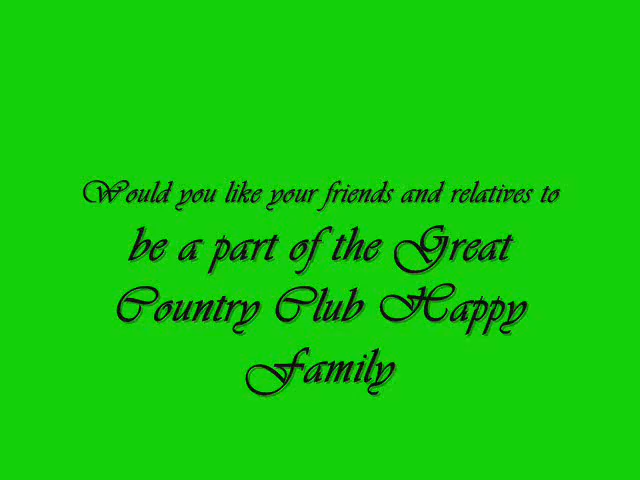 Would you like your friends and relatives to
be a part of the Great
Country Club Happy
Family